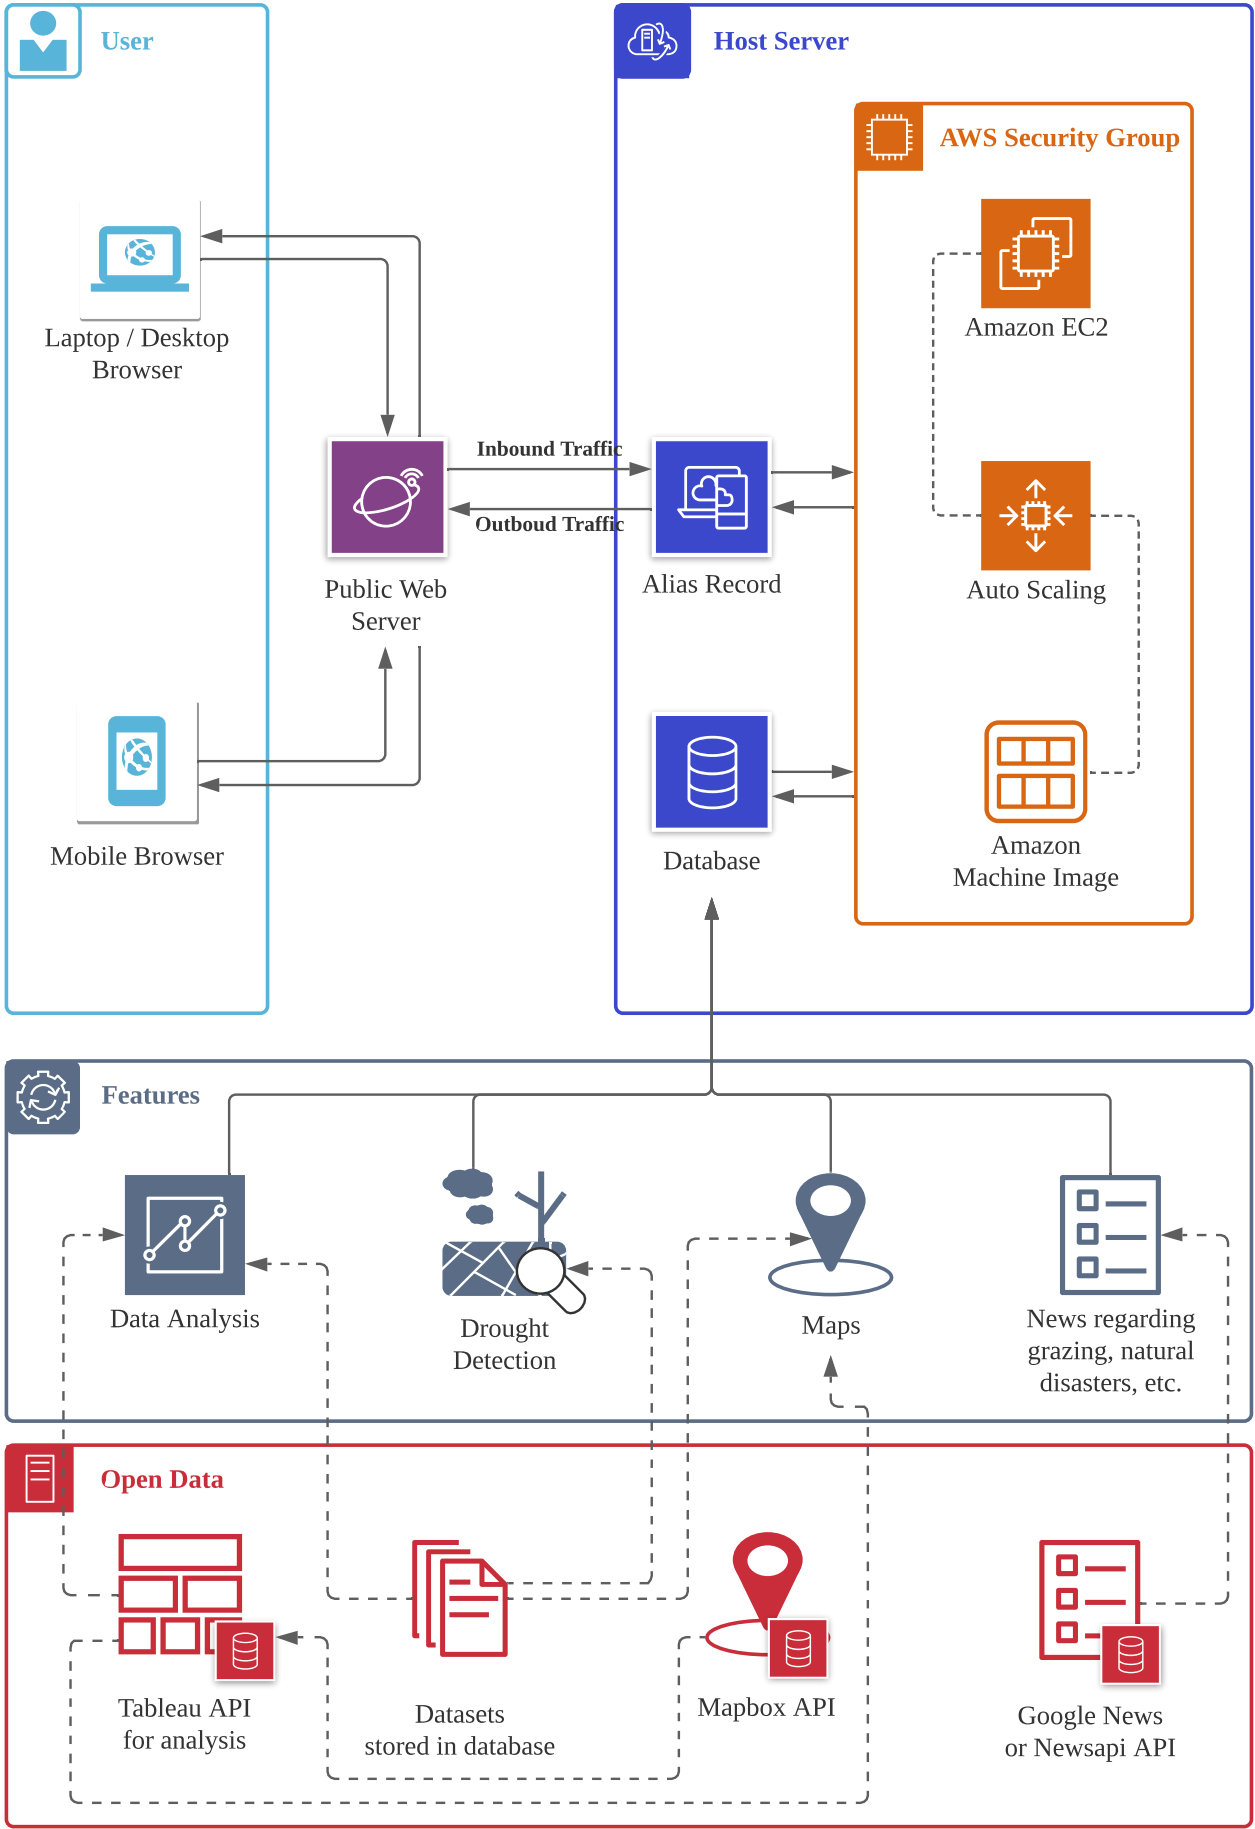 User
Host Server
AWS Security Group
Laptop / Desktop
Browser
Amazon EC2
Inbound Traffic
Outboud Traffic
Public Web
Server
Alias Record
Auto Scaling
Mobile Browser
Database
Amazon
Machine Image
Features
Data Analysis
Drought
Detection
Maps
News regarding
grazing, natural
disasters, etc.
Open Data
Tableau API
for analysis
Datasets
stored in database
Mapbox API
Google News
or Newsapi API